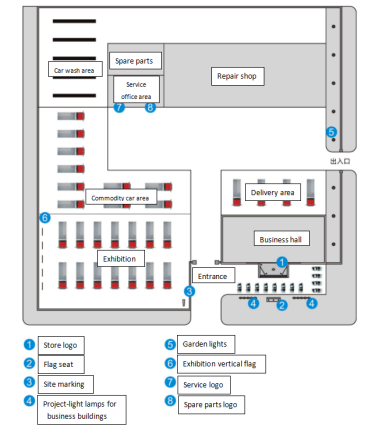 Spare parts
Car wash area
Repair shop
Service
office area
7
8
5
出入口
Commodity car area
Delivery area
6
Business hall
Exhibition
1
Entrance
3
4
2
4
1 Store logo
5 Garden lights
2 Flag seat
6 Exhibition vertical flag
3 Site marking
7 Service logo
4 Project-light lamps for
business buildings
8 Spare parts logo